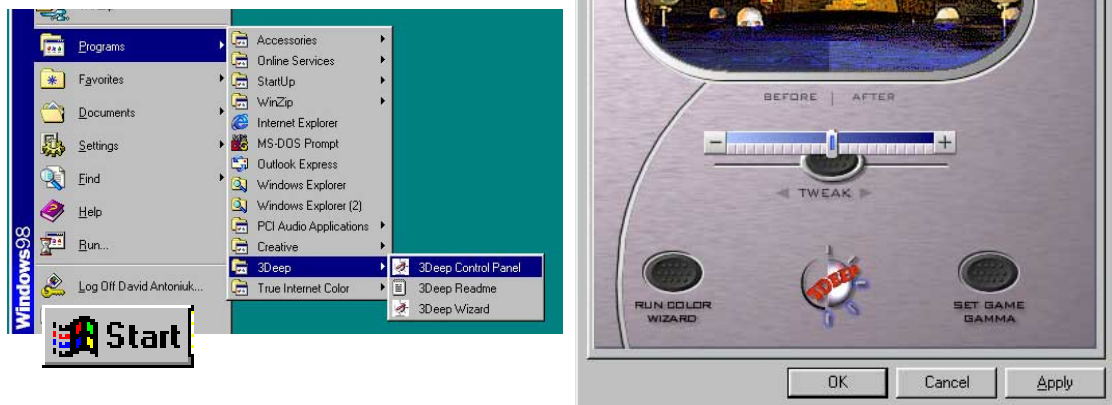 Programs
Favorites
Documents
Settings
Find
Help
Run...
Log Off David Antoniuk...
Windows98
Start
Accessories
Online Services
StartUp
WinZip
Internet Explorer
MS-DOS Prompt
Outlook Express
Windows Explorer
Windows Explorer (2)
PCI Audio Applications
Creative
3Deep
True Internet Color
3Deep Control Panel
3Deep Readme
3Deep Wizard
BEFORE | AFTER
− +
TWEAK
RUN COLOR
WIZARD
3DEEP
SET GAME
GAMMA
OK Cancel Apply